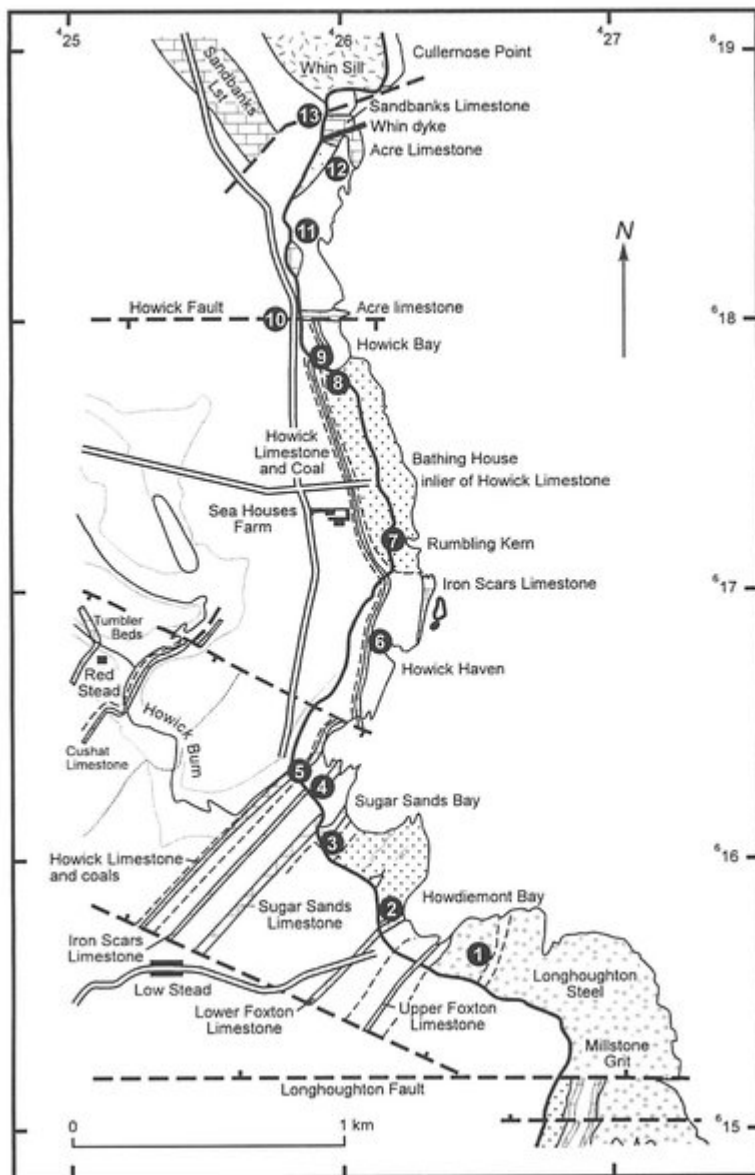 425
426
427
619
Cullernose Point
Whin Sill
Sandbanks
Lst
Sandbanks Limestone
Whin dyke
Acre Limestone
13
12
11
N
Howick Fault
10
Acre limestone
618
Howick Bay
9
8
Howick
Limestone
and Coal
Bathing House
inlier of Howick Limestone
Sea Houses
Farm
7
Rumbling Kern
Iron Scars Limestone
617
Tumbler
Beds
6
Howick Haven
Red
Stead
Howick Burn
Cushat
Limestone
5
4
Sugar Sands Bay
3
616
Howick Limestone
and coals
Sugar Sands
Limestone
2
Howdiemont Bay
1
Iron Scars
Limestone
Longhoughton
Steel
Low Stead
Lower Foxton
Limestone
Upper Foxton
Limestone
Millstone
Grit
Longhoughton Fault
615
0
1 km